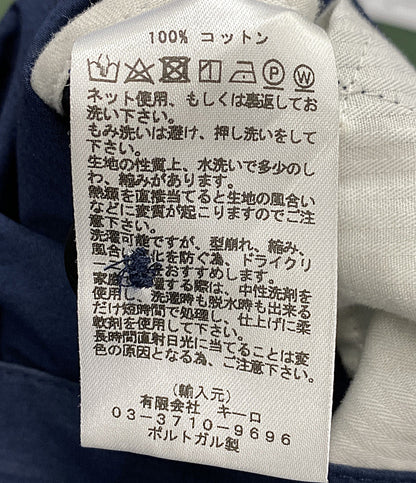 100% コットン
P W
ネット使用、もしくは裏返してお
洗い下さい。
もみ洗いは避け、押し洗いをして
下さい。
生地の性質上、水洗いで多少のし
わ、縮みがあります。
熱源を直接当てると生地の風合い
などに変質が起こりますのでご注
意下さい。
洗濯可能ですが、型崩れ、縮み、
風合い 化を防ぐ為、ドライクリ
をおすすめします。
家庭 濯する際は、中性洗剤を
使用し、洗濯時も脱水時も出来る
だけ短時間で処理し、仕上げに柔
軟剤を使用して下さい。
長時間直射日光に当てることは変
色の原因となる為、ご注意下さい。
(輸入元)
有限会社 キーロ
03-3710-9696
ポルトガル製